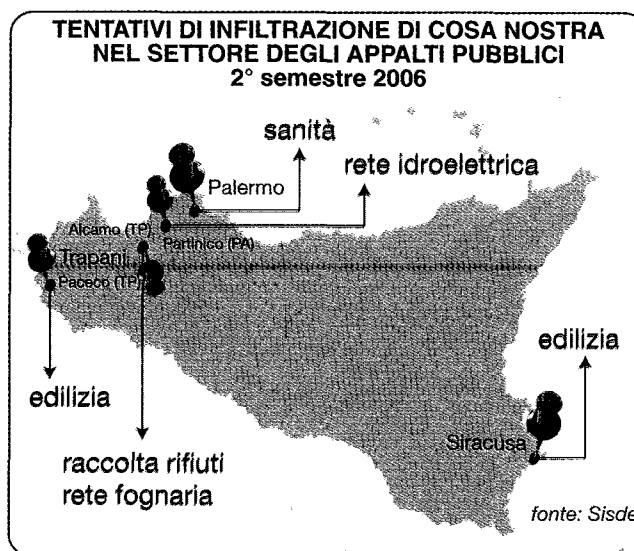 TENTATIVI DI INFILTRAZIONE DI COSA NOSTRA
NEL SETTORE DEGLI APPALTI PUBBLICI
2° semestre 2006
sanità
rete idroelettrica
Palermo
Alcamo (TP)
Partinico (PA)
Trapani
Paceco (TP)
edilizia
edilizia
Siracusa
raccolta rifiuti
rete fognaria
fonte: Sisde